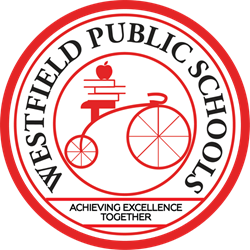 WESTFIELD PUBLIC SCHOOLS
ACHIEVING EXCELLENCE
TOGETHER